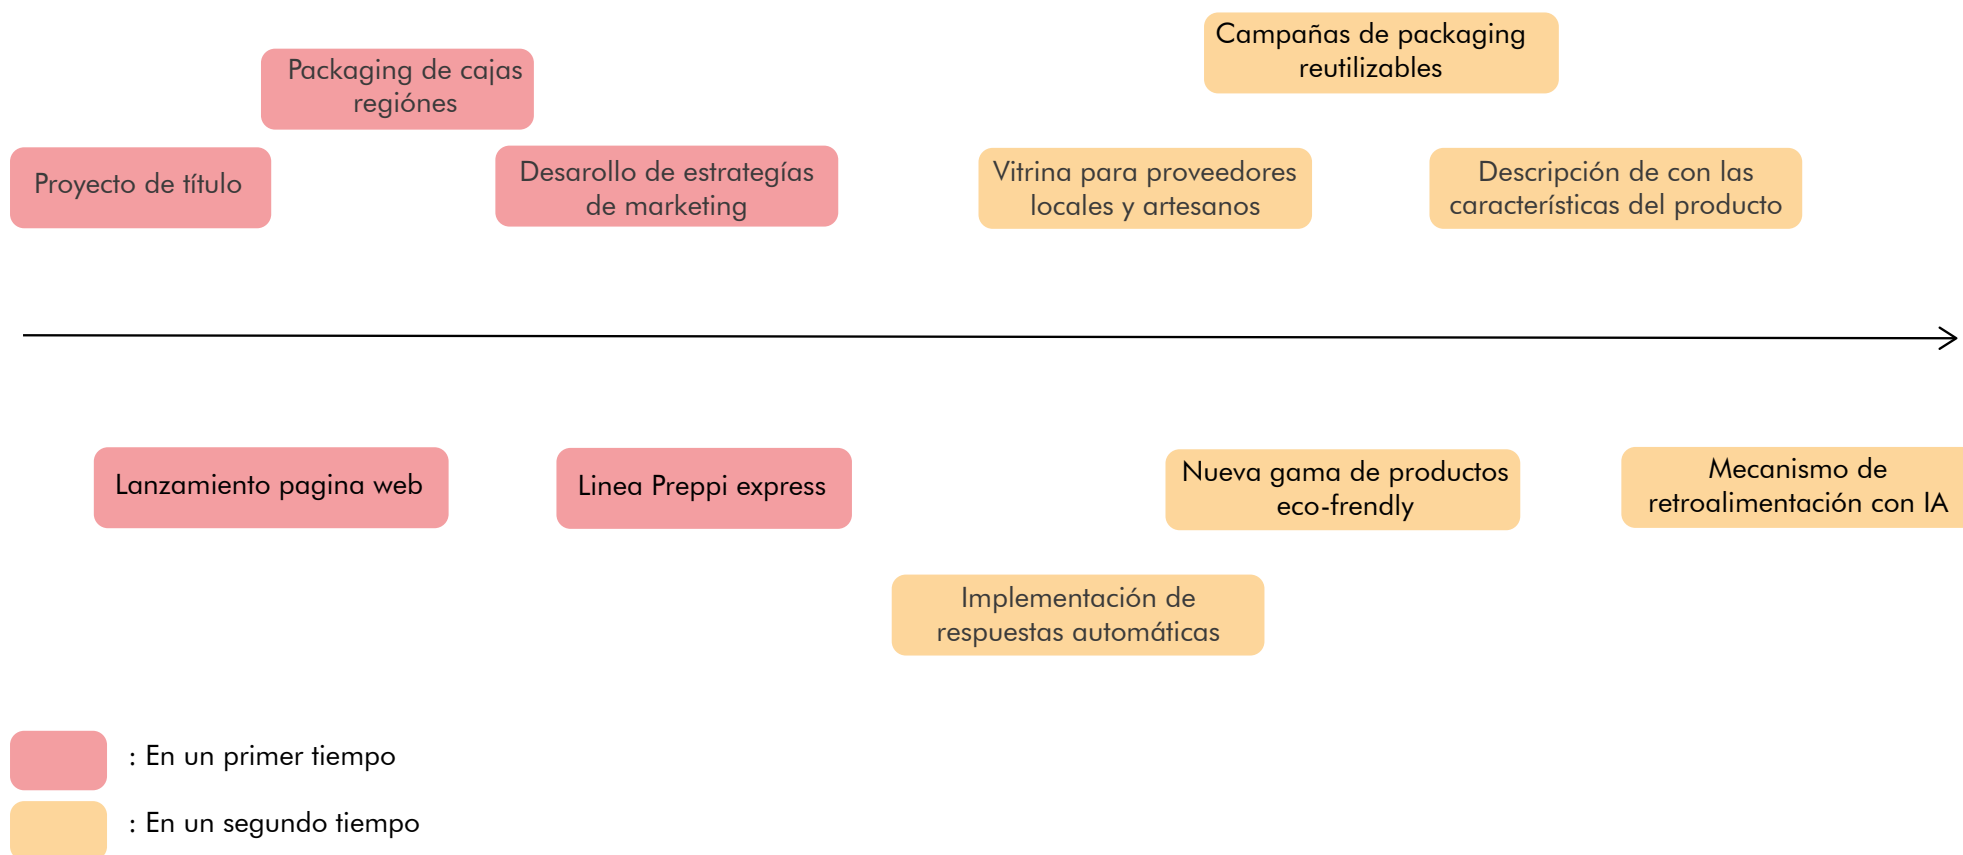 Campañas de packaging
reutilizables
Packaging de cajas
regiónes
Proyecto de título
Desarollo de estrategías
de marketing
Vitrina para proveedores
locales y artesanos
Descripción de con las
características del producto
Lanzamiento pagina web
Linea Preppi express
Nueva gama de productos
eco-frendly
Mecanismo de
retroalimentación con IA
Implementación de
respuestas automáticas
: En un primer tiempo
: En un segundo tiempo